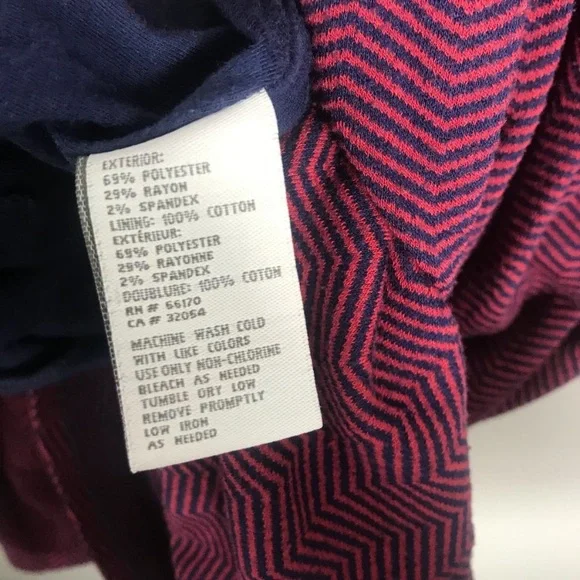 EXTERIOR:
69% POLYESTER
29% RAYON
2% SPANDEX
LINING: 100% COTTON
EXTÉRIEUR:
69% POLYESTER
29% RAYONNE
2% SPANDEX
DOUBLURE: 100% COTON
RN# 66170
CA# 32054
MACHINE WASH COLD
WITH LIKE COLORS
USE ONLY NON-CHLORINE
BLEACH AS NEEDED
TUMBLE DRY LOW
REMOVE PROMPTLY
LOW IRON
AS NEEDED